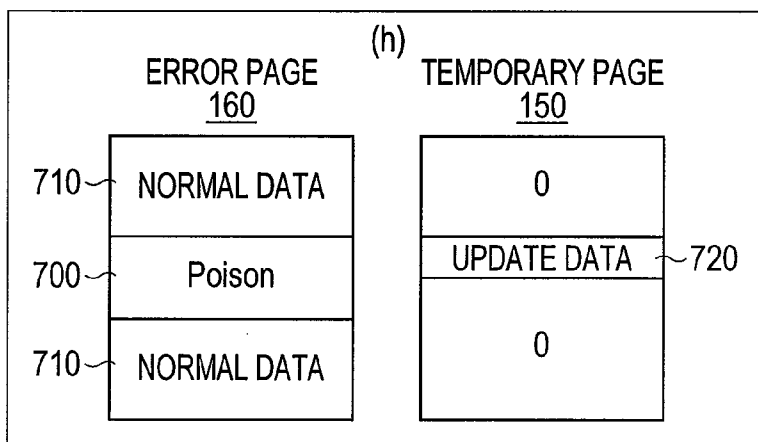 (h)
ERROR PAGE
160
TEMPORARY PAGE
150
710
NORMAL DATA
700
Poison
710
NORMAL DATA
0
UPDATE DATA
720
0